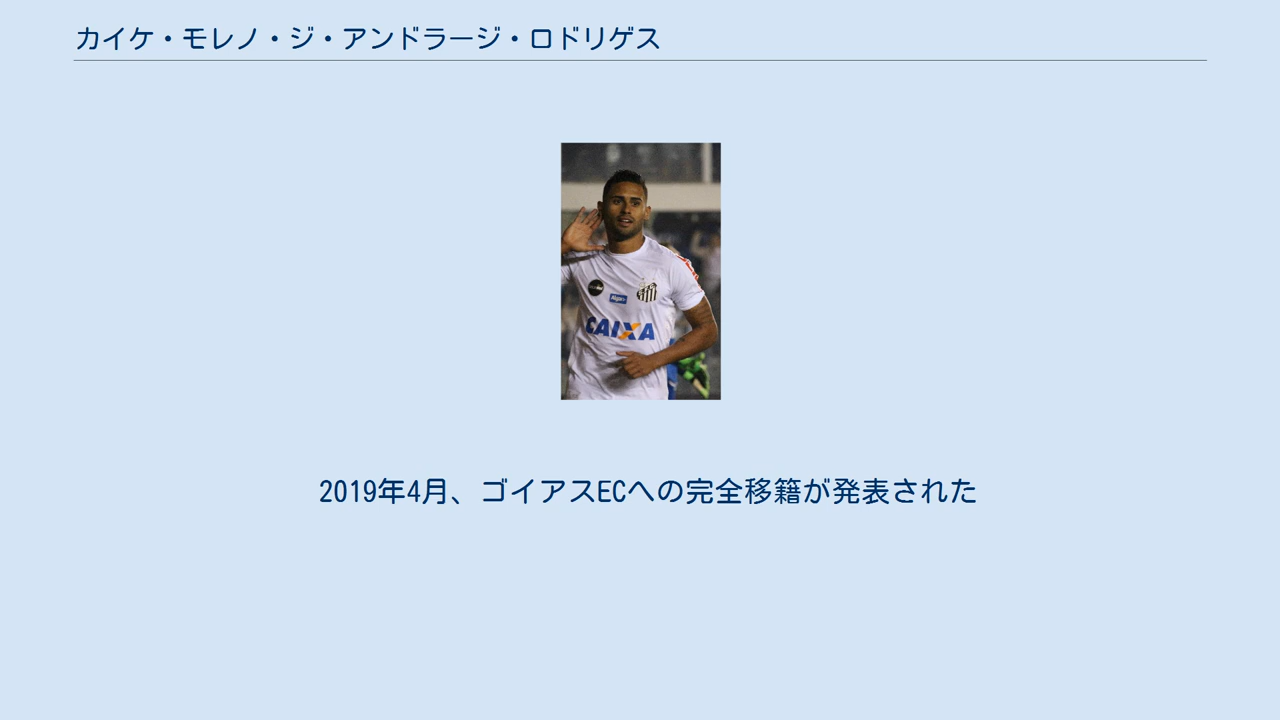 カイケ・モレノ・ジ・アンドラージ・ロドリゲス
Algar
CAIXA
2019年4月、ゴイアスECへの完全移籍が発表された